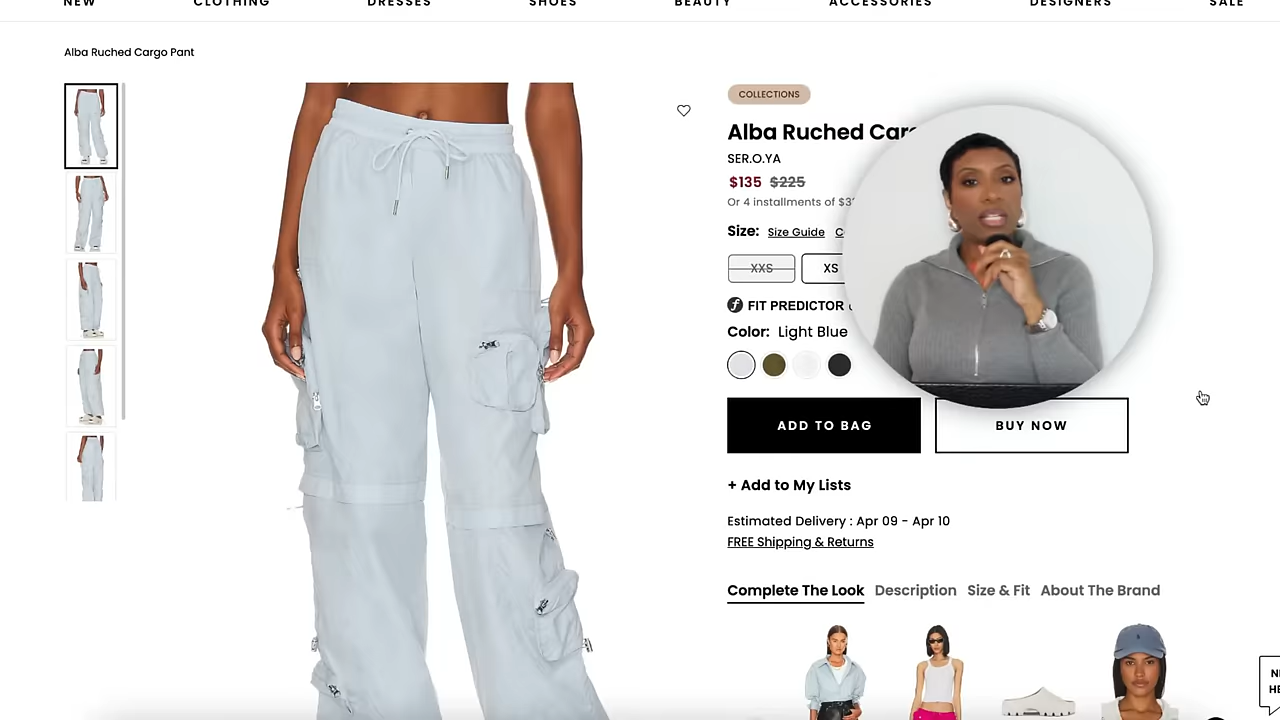 NEW CLOTHING DRESSES SHOES BEAUTY ACCESSORIES DESIGNERS SALE
Alba Ruched Cargo Pant
COLLECTIONS
Alba Ruched
SER.O.YA
$135 $225
Or 4 installments of
Size: Size Guide
XXS XS
FIT PREDICTOR
Color: Light Blue
ADD TO BAG BUY NOW
+ Add to My Lists
Estimated Delivery : Apr 09 - Apr 10
FREE Shipping & Returns
Complete The Look Description Size & Fit About The Brand